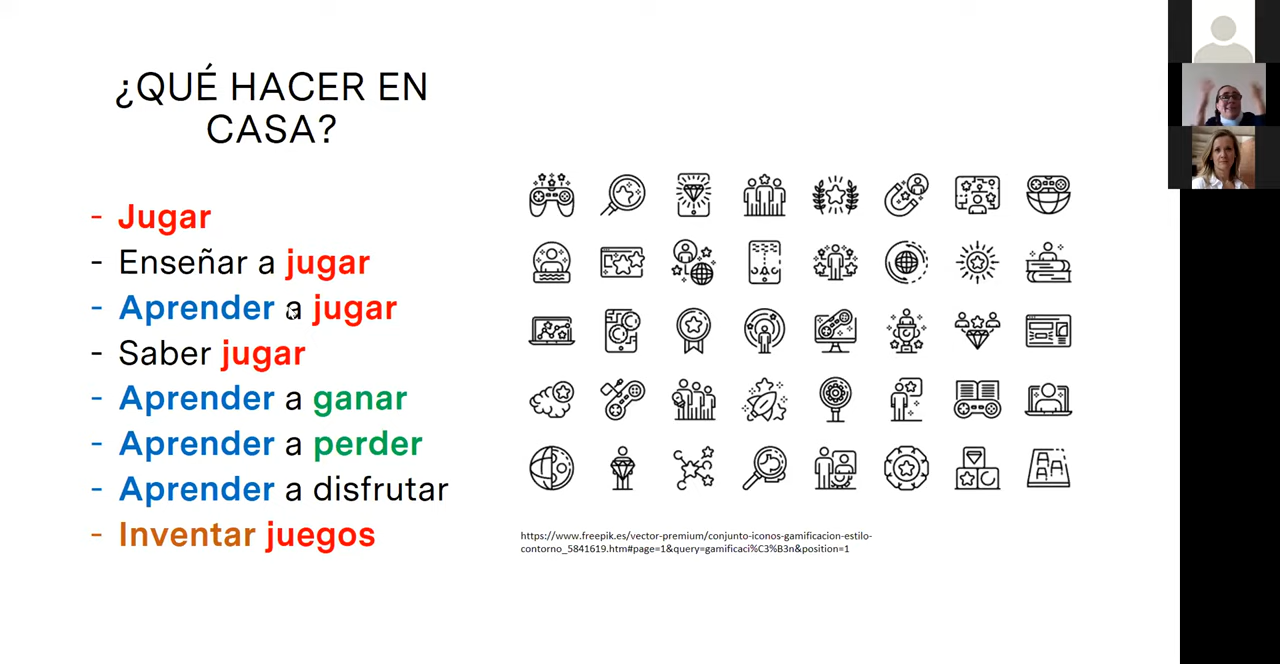 ¿QUÉ HACER EN
CASA?
- Jugar
- Enseñar a jugar
- Aprender a jugar
- Saber jugar
- Aprender a ganar
- Aprender a perder
- Aprender a disfrutar
- Inventar juegos
https://www.freepik.es/vector-premium/conjunto-iconos-gamificacion-estilo-
contorno_5841619.htm#page=1&query=gamificaci%C3%B3n&position=1